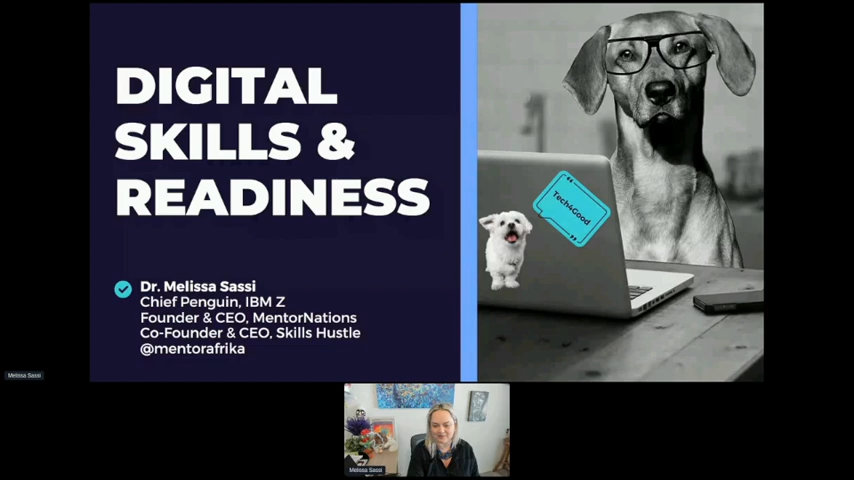 DIGITAL
SKILLS &
READINESS
Dr. Melissa Sassi
Chief Penguin, IBM Z
Founder & CEO, MentorNations
Co-Founder & CEO, Skills Hustle
@mentorafrika
Tech4Good
Melissa Sassi
Melissa Sassi